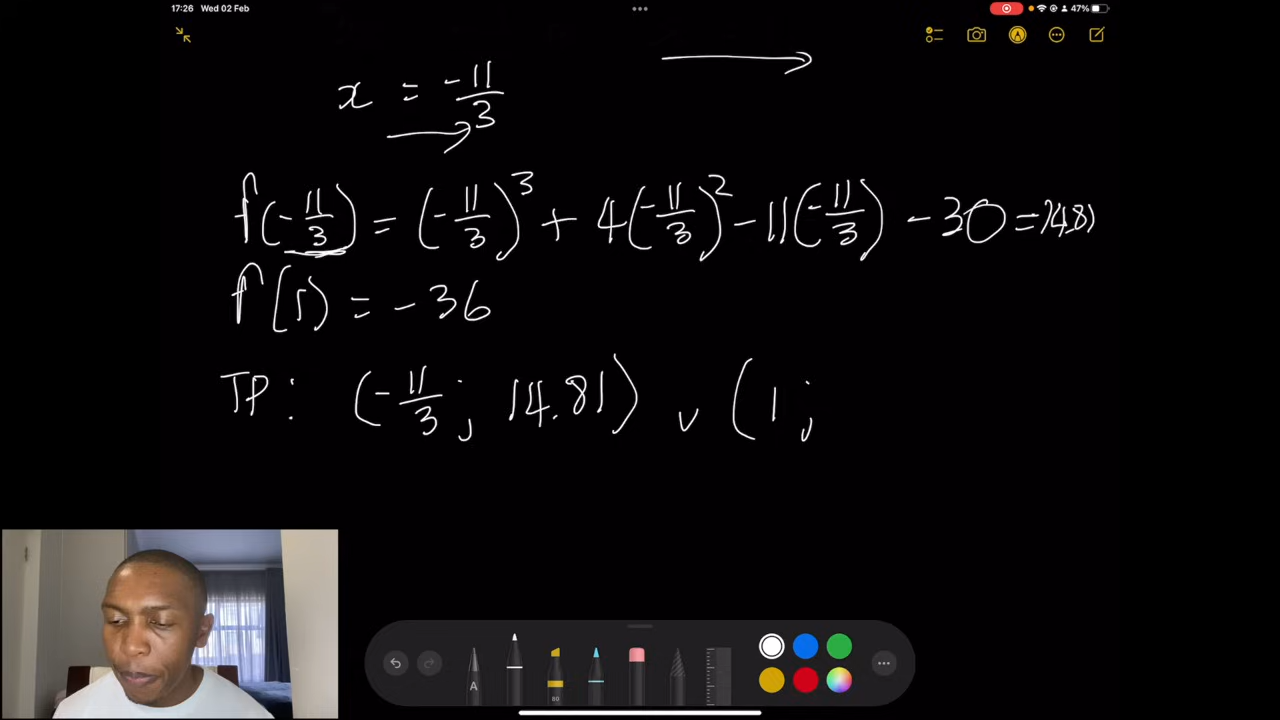 17:26 Wed 02 Feb
47%
x = -11/3
f(-11/3) = (-11/3)^3 + 4(-11/3)^2 - 11(-11/3) - 30 = 14.81
f(1) = -36
TP: (-11/3; 14.81) v (1;
A
80